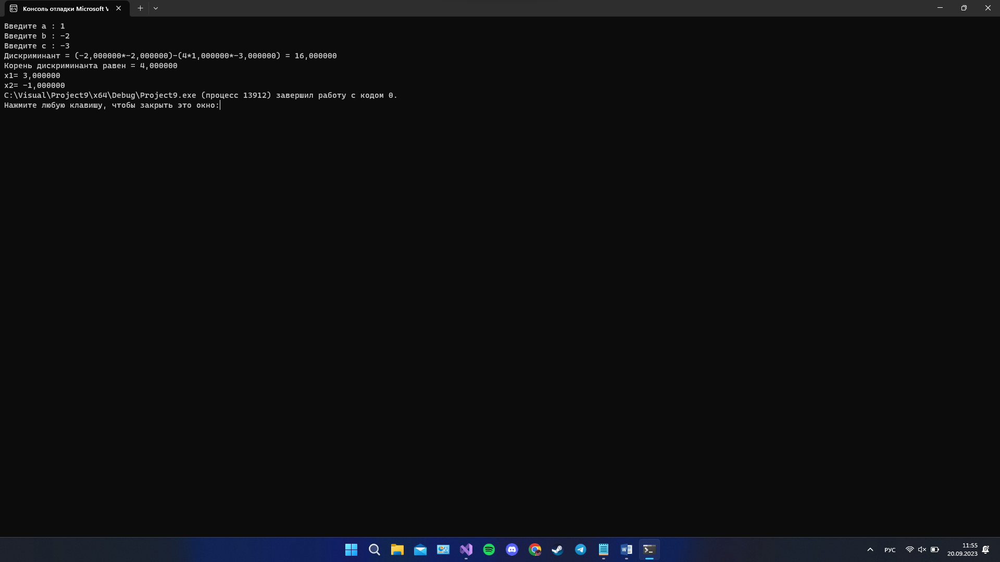 Консоль отладки Microsoft V
Введите a : 1
Введите b : -2
Введите c : -3
Дискриминант = (-2,000000*-2,000000)-(4*1,000000*-3,000000) = 16,000000
Корень дискриминанта равен = 4,000000
x1= 3,000000
x2= -1,000000
C:\Visual\Project9\x64\Debug\Project9.exe (процесс 13912) завершил работу с кодом 0.
Нажмите любую клавишу, чтобы закрыть это окно:
РУС
11:55
20.09.2023